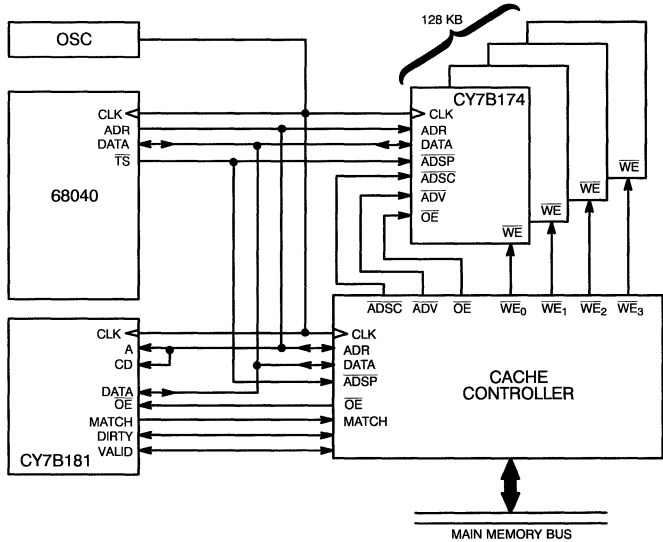 128 KB
OSC
CY7B174
CLK
ADR
DATA
TS
68040
CLK
ADR
DATA
ADSP
ADSC
ADV
OE
WE
WE
WE
WE
ADSC
ADV
OE
WE0
WE1
WE2
WE3
CLK
A
CD
DATA
OE
MATCH
DIRTY
VALID
CY7B181
CLK
ADR
DATA
ADSP
OE
MATCH
CACHE
CONTROLLER
MAIN MEMORY BUS